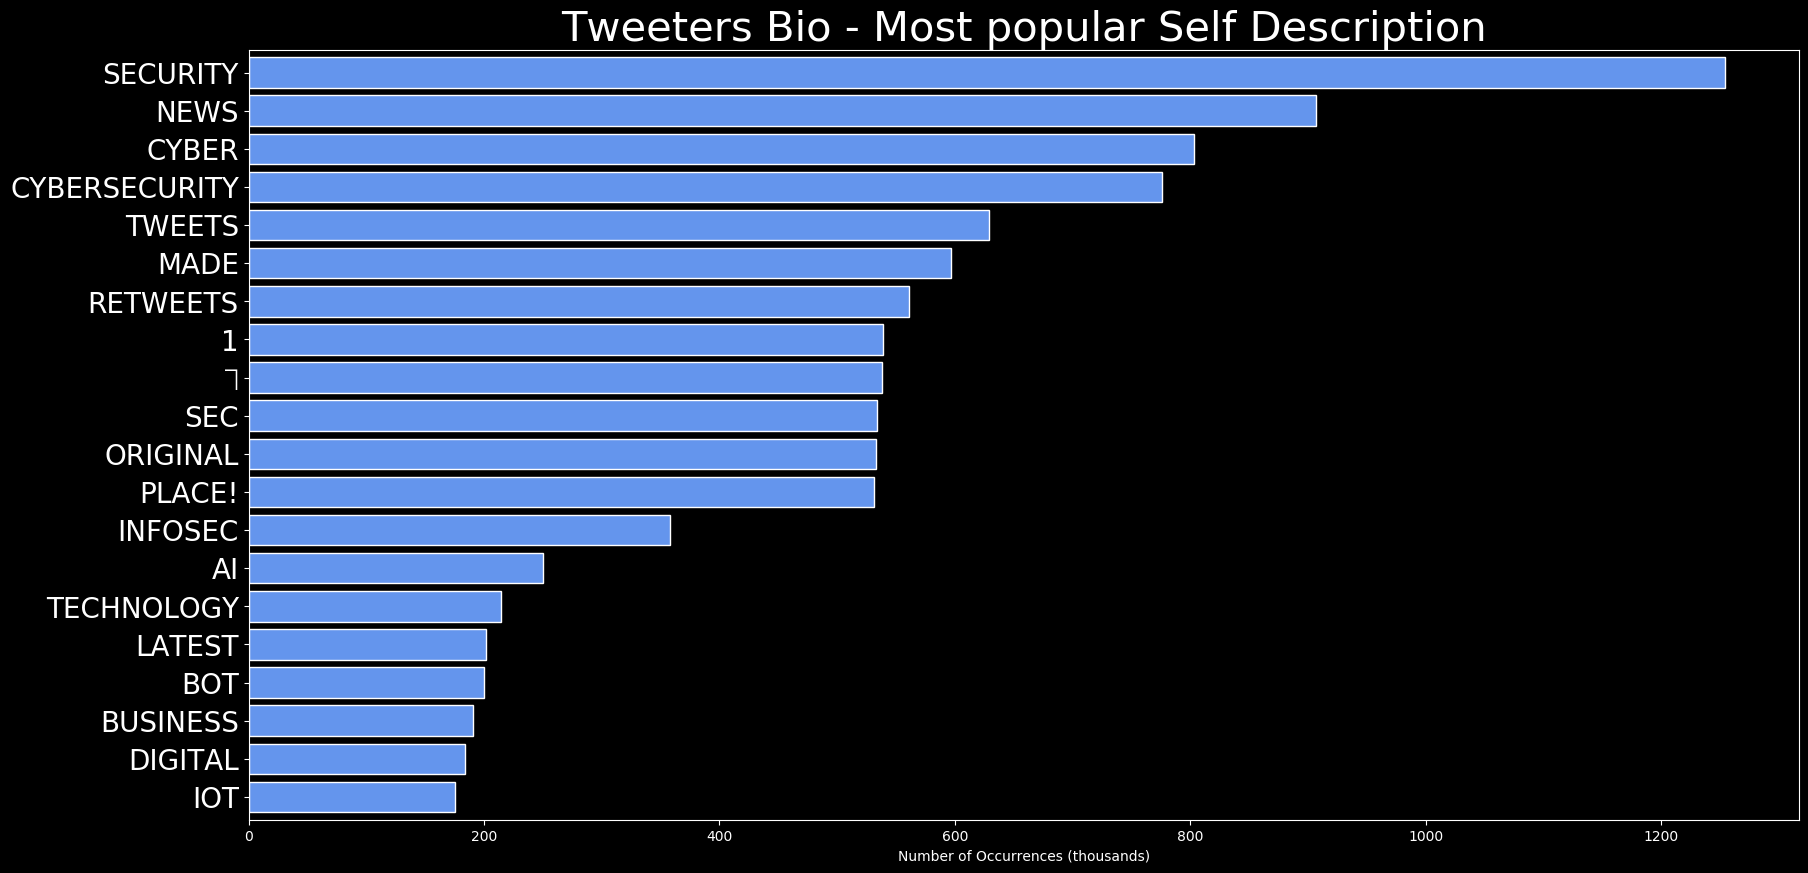 Tweeters Bio - Most popular Self Description
SECURITY
NEWS
CYBER
CYBERSECURITY
TWEETS
MADE
RETWEETS
1
SEC
ORIGINAL
PLACE!
INFOSEC
AI
TECHNOLOGY
LATEST
BOT
BUSINESS
DIGITAL
IOT
0 200 400 600 800 1000 1200
Number of Occurrences (thousands)